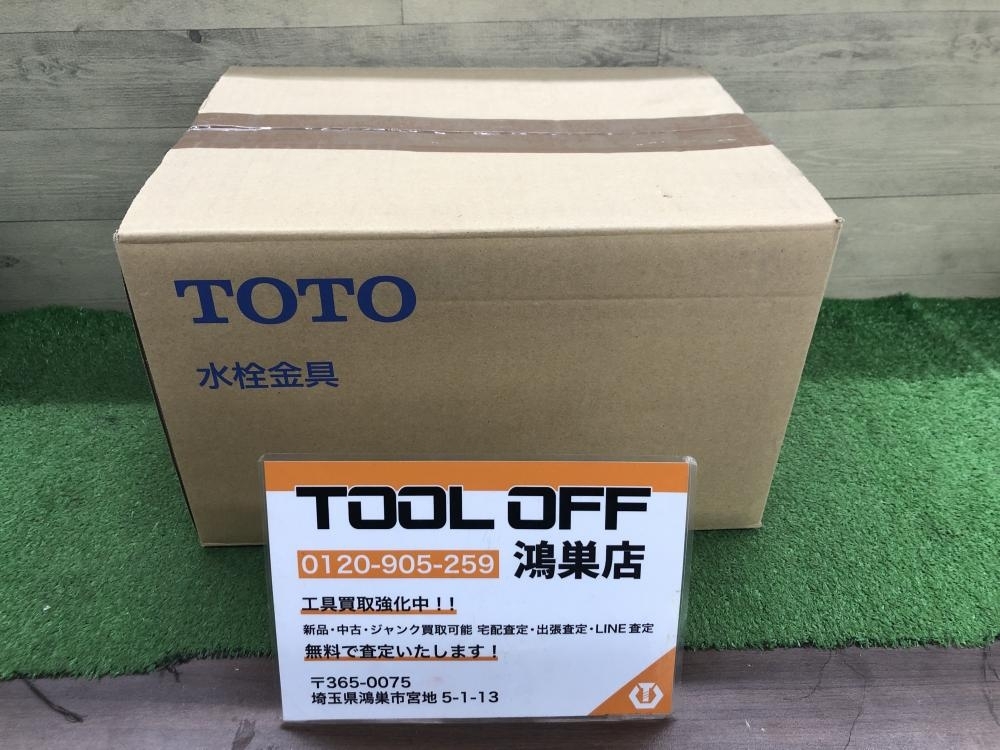 TOTO
水栓金具
TOOL OFF
0120-905-259 鴻巣店
工具買取強化中！！
新品・中古・ジャンク買取可能 宅配査定・出張査定・LINE査定
無料で査定いたします！
〒365-0075
埼玉県鴻巣市宮地 5-1-13